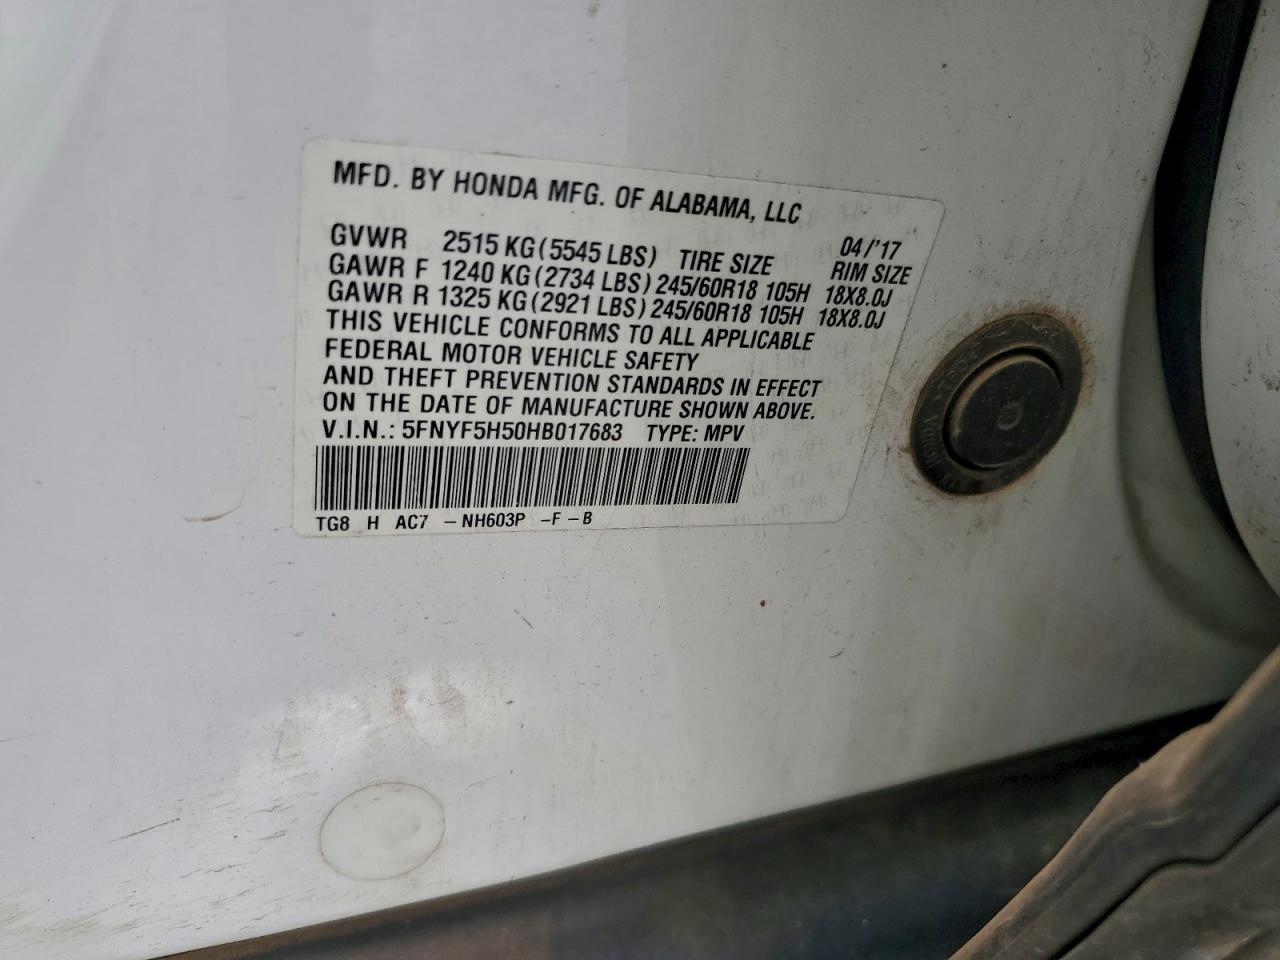 MFD. BY HONDA MFG. OF ALABAMA, LLC
04/'17
GVWR 2515 KG (5545 LBS) TIRE SIZE RIM SIZE
GAWR F 1240 KG (2734 LBS) 245/60R18 105H 18X8.0J
GAWR R 1325 KG (2921 LBS) 245/60R18 105H 18X8.0J
THIS VEHICLE CONFORMS TO ALL APPLICABLE
FEDERAL MOTOR VEHICLE SAFETY
AND THEFT PREVENTION STANDARDS IN EFFECT
ON THE DATE OF MANUFACTURE SHOWN ABOVE.
V.I.N.: 5FNYF5H50HB017683 TYPE: MPV
TG8 H AC7 -NH603P -F-B